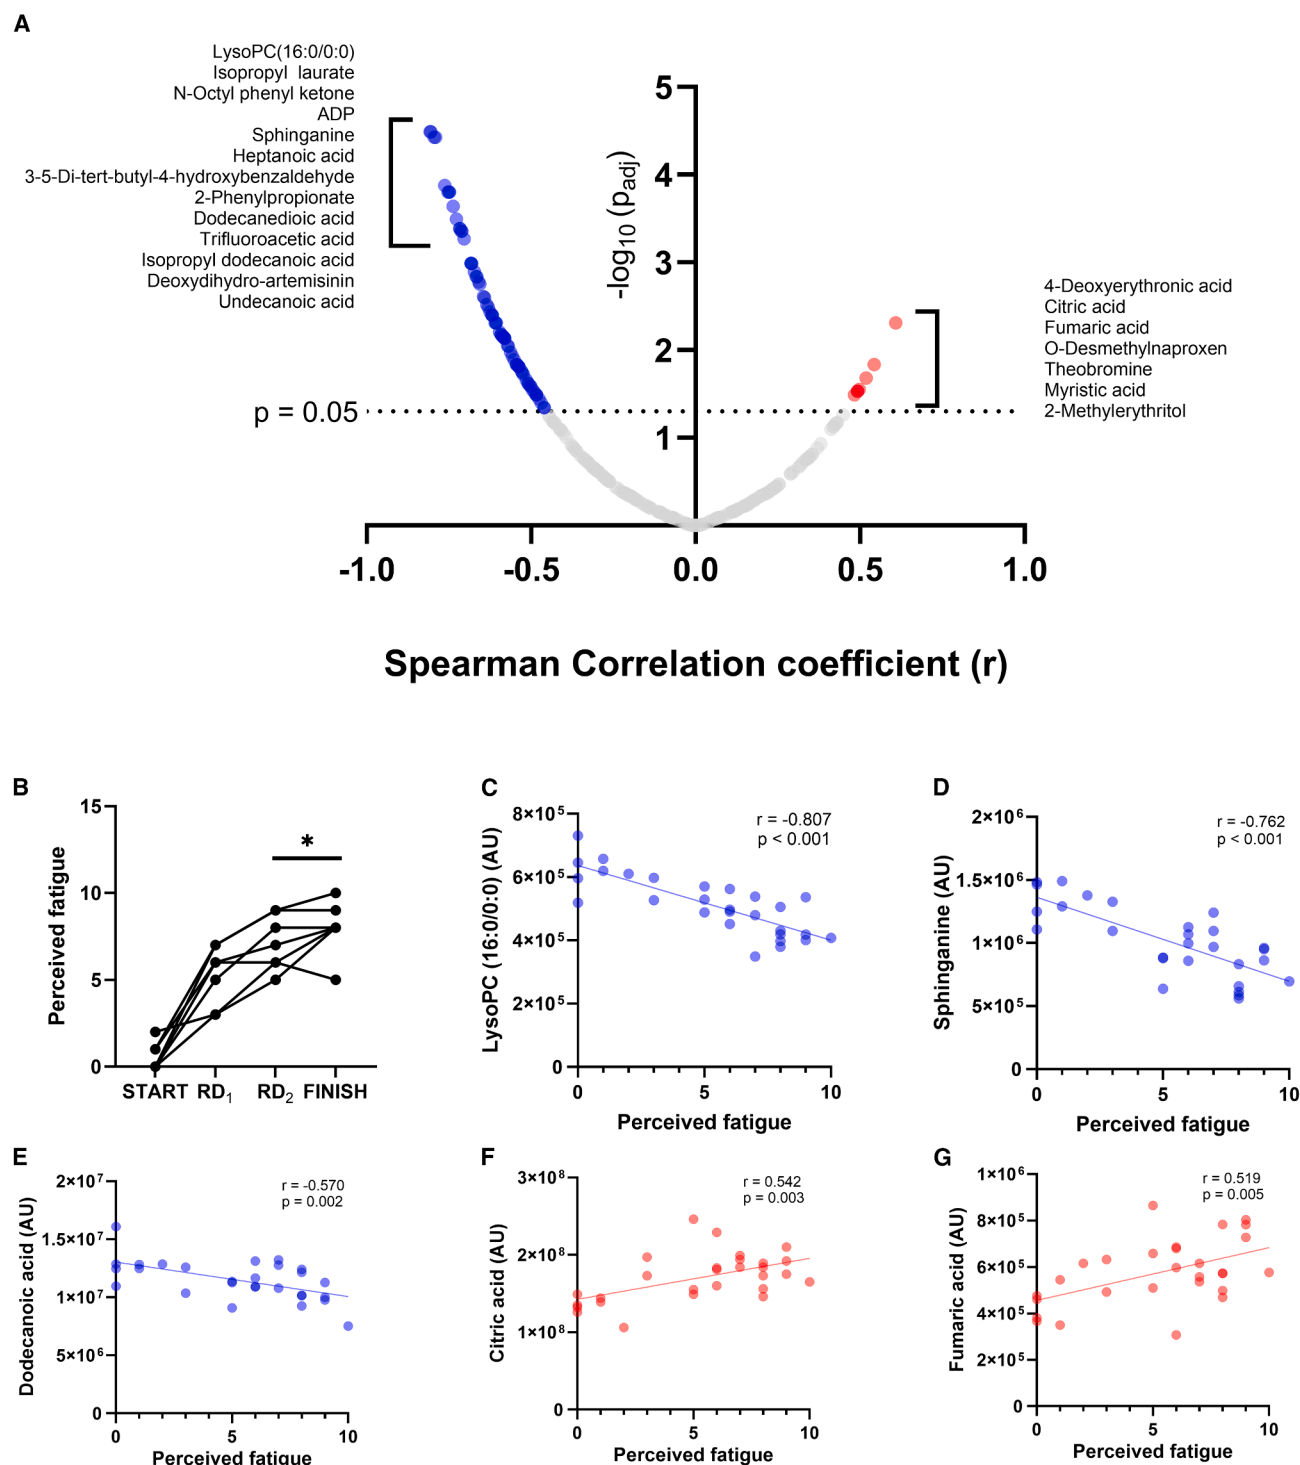 A
LysoPC(16:0/0:0)
Isopropyl laurate
N-Octyl phenyl ketone
ADP
Sphinganine
Heptanoic acid
3-5-Di-tert-butyl-4-hydroxybenzaldehyde
2-Phenylpropionate
Dodecanedioic acid
Trifluoroacetic acid
Isopropyl dodecanoic acid
Deoxydihydro-artemisinin
Undecanoic acid
p = 0.05
-log10 (padj)
5
4
3
2
1
4-Deoxyerythronic acid
Citric acid
Fumaric acid
O-Desmethylnaproxen
Theobromine
Myristic acid
2-Methylerythritol
-1.0 -0.5 0.0 0.5 1.0
Spearman Correlation coefficient (r)
B
Perceived fatigue
15
10
5
0
*
START RD1 RD2 FINISH
C
LysoPC (16:0/0:0) (AU)
8×10⁵
6×10⁵
4×10⁵
2×10⁵
0
r = -0.807
p < 0.001
0 5 10
Perceived fatigue
D
Sphinganine (AU)
2×10⁶
1.5×10⁶
1×10⁶
5×10⁵
0
r = -0.762
p < 0.001
0 5 10
Perceived fatigue
E
Dodecanoic acid (AU)
2×10⁷
1.5×10⁷
1×10⁷
5×10⁶
0
r = -0.570
p = 0.002
0 5 10
Perceived fatigue
F
Citric acid (AU)
3×10⁸
2×10⁸
1×10⁸
0
r = 0.542
p = 0.003
0 5 10
Perceived fatigue
G
Fumaric acid (AU)
1×10⁶
8×10⁵
6×10⁵
4×10⁵
2×10⁵
0
r = 0.519
p = 0.005
0 5 10
Perceived fatigue